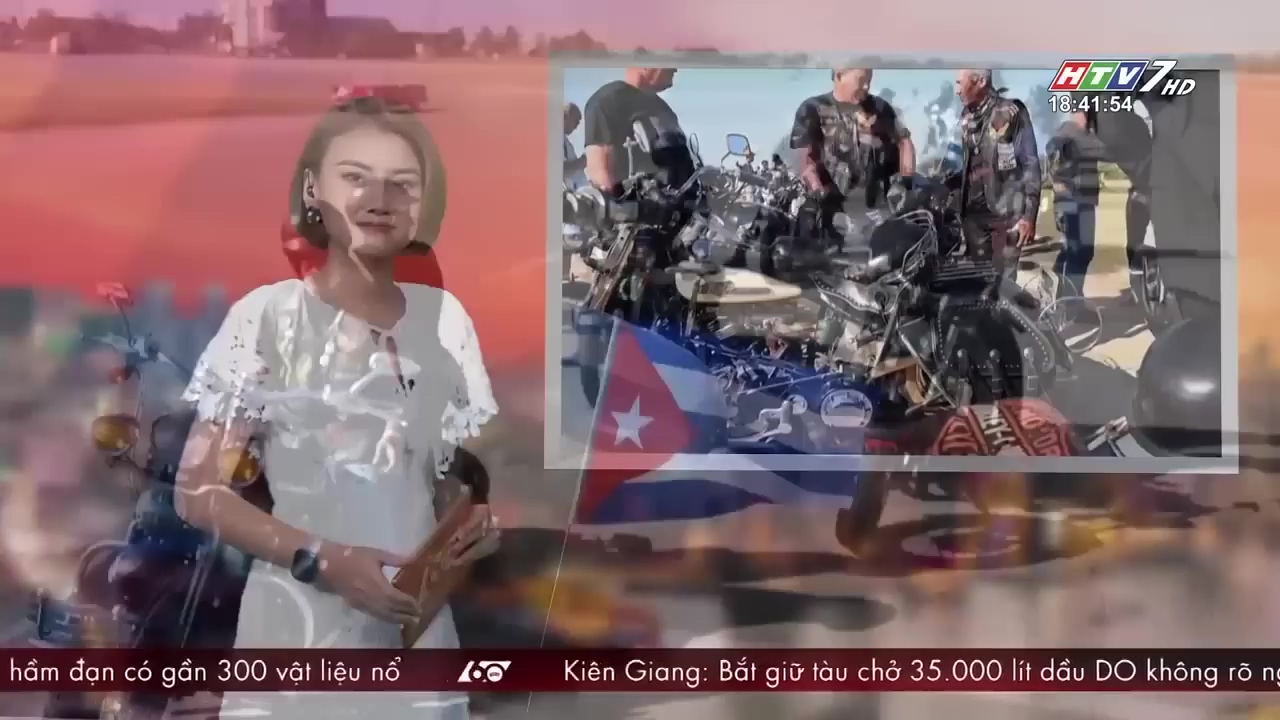 HTV7 HD
18:41:54
hầm đạn có gần 300 vật liệu nổ
60
Kiên Giang: Bắt giữ tàu chở 35.000 lít dầu DO không rõ